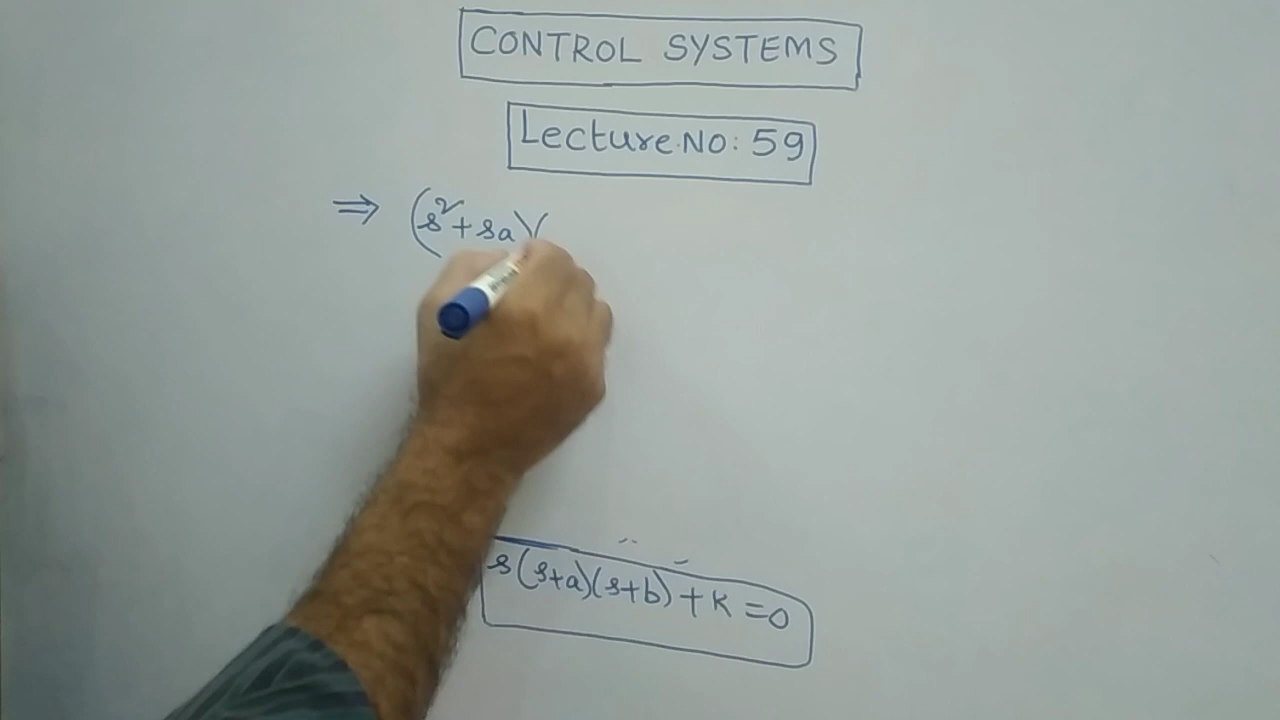 CONTROL SYSTEMS
Lecture No: 59
⇒ (s² + sa)(
s(s+a)(s+b) + K = 0